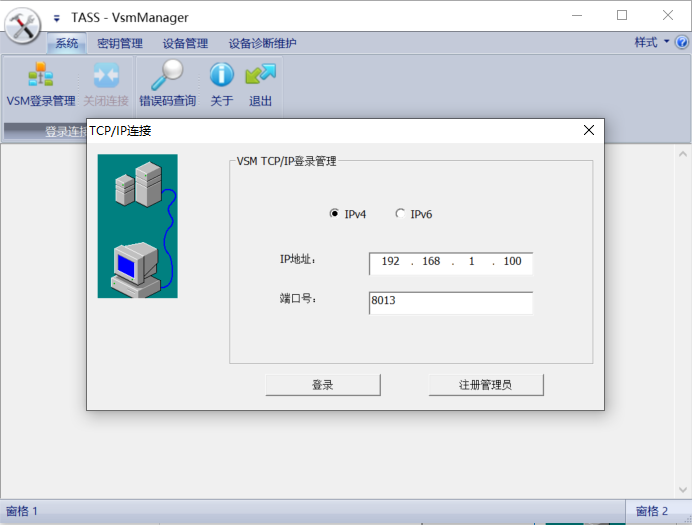 TASS - VsmManager
系统 密钥管理 设备管理 设备诊断维护 样式
VSM登录管理 关闭连接 错误码查询 关于 退出
登录连接
TCP/IP连接
VSM TCP/IP登录管理
IPv4 IPv6
IP地址: 192 . 168 . 1 . 100
端口号: 8013
登录 注册管理员
窗格 1 窗格 2